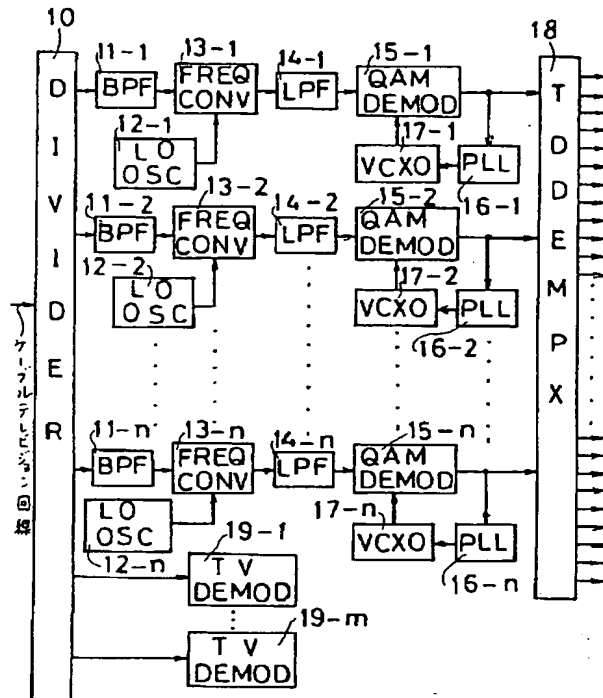 10
11-1
13-1
14-1
15-1
18
DIVIDER
BPF
FREQ
CONV
LPF
QAM
DEMOD
TDDEMPX
12-1
LO
OSC
17-1
VCXO
PLL
16-1
11-2
13-2
14-2
15-2
BPF
FREQ
CONV
LPF
QAM
DEMOD
12-2
LO
OSC
17-2
VCXO
PLL
16-2
ケーブルテレビジョン回線
11-n
13-n
14-n
15-n
BPF
FREQ
CONV
LPF
QAM
DEMOD
LO
OSC
12-n
17-n
VCXO
PLL
16-n
19-1
TV
DEMOD
19-m
TV
DEMOD